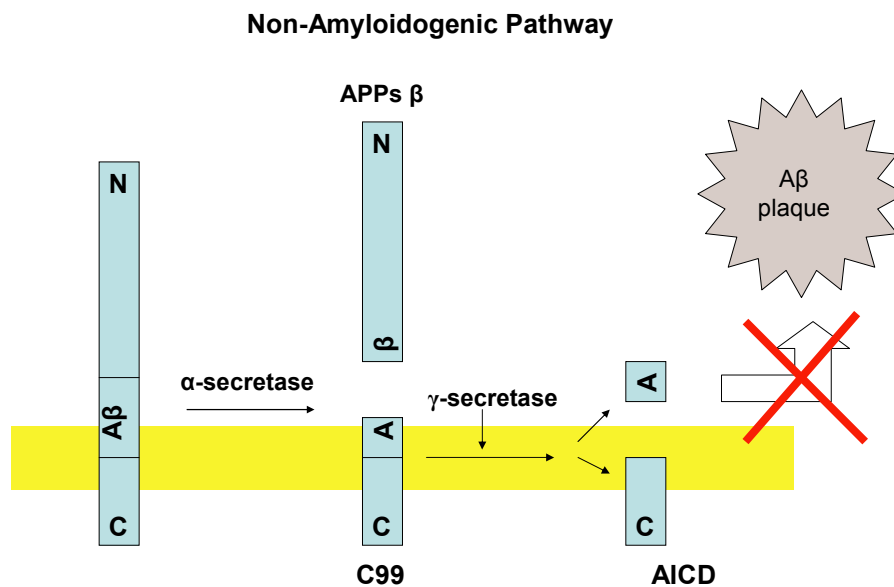 Non-Amyloidogenic Pathway
APPs β
N
N
Aβ
plaque
β
α-secretase
γ-secretase
A
Aβ
A
C
C
C
C99
AICD